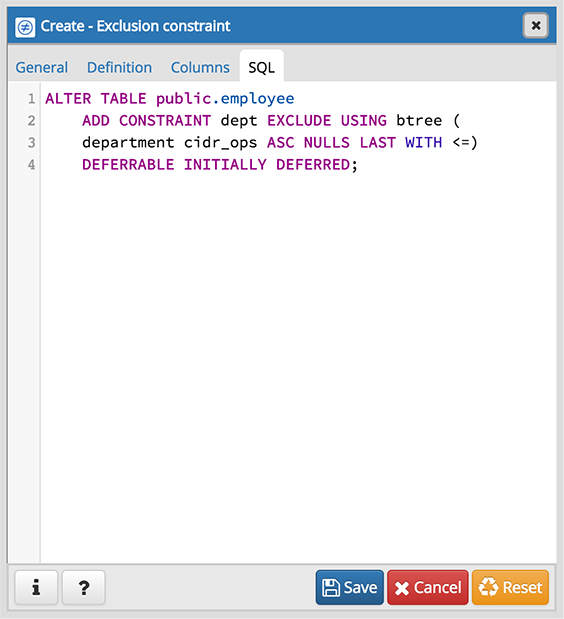 Create - Exclusion constraint
General Definition Columns SQL
1 ALTER TABLE public.employee
2 ADD CONSTRAINT dept EXCLUDE USING btree (
3 department cidr_ops ASC NULLS LAST WITH <=)
4 DEFERRABLE INITIALLY DEFERRED;
i ? Save Cancel Reset